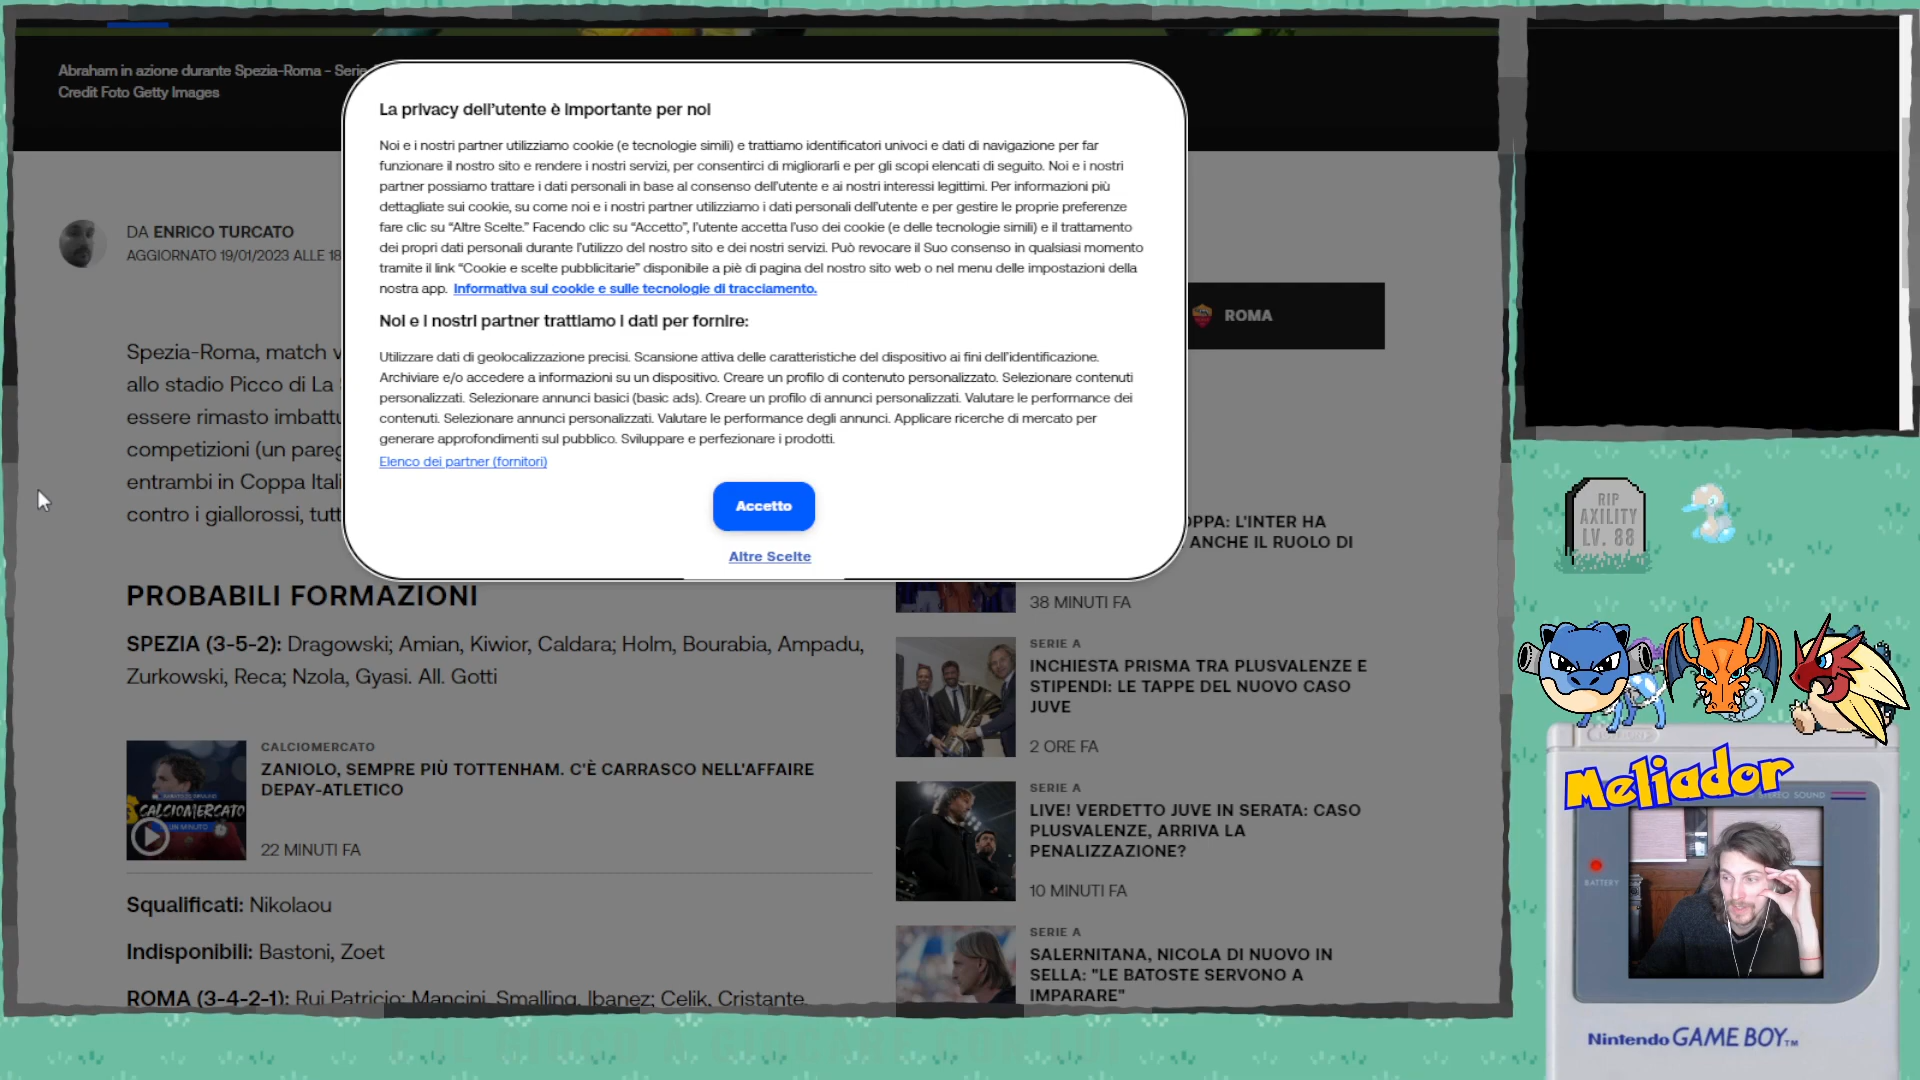 Abraham in azione durante Spezia-Roma - Serie
Credit Foto Getty Images
DA ENRICO TURCATO
AGGIORNATO 19/01/2023 ALLE 18
Spezia-Roma, match
allo stadio Picco di La
essere rimasto
competizioni (un
entrambi in Coppa
contro i giallorossi,
La privacy dell'utente è importante per noi
Noi e i nostri partner utilizziamo cookie (e tecnologie simili) e trattiamo identificatori univoci e dati di navigazione per far
funzionare il nostro sito e rendere i nostri servizi, per consentirci di migliorarli e per gli scopi elencati di seguito. Noi e i nostri
partner possiamo trattare i dati personali in base al consenso dell'utente e ai nostri interessi legittimi. Per informazioni più
dettagliate sui cookie, su come noi e i nostri partner utilizziamo i dati personali dell'utente e per gestire le proprie preferenze
fare clic su "Altre Scelte." Facendo clic su "Accetto", l'utente accetta l'uso dei cookie (e delle tecnologie simili) e il trattamento
dei propri dati personali durante l'utilizzo del nostro sito e dei nostri servizi. Può revocare il Suo consenso in qualsiasi momento
tramite il link "Cookie e scelte pubblicitarie" disponibile a piè di pagina del nostro sito web o nel menu delle impostazioni della
nostra app. Informativa sui cookie e sulle tecnologie di tracciamento.
Noi e i nostri partner trattiamo i dati per fornire:
Utilizzare dati di geolocalizzazione precisi. Scansione attiva delle caratteristiche del dispositivo ai fini dell'identificazione.
Archiviare e/o accedere a informazioni su un dispositivo. Creare un profilo di contenuto personalizzato. Selezionare contenuti
personalizzati. Selezionare annunci basici (basic ads). Creare un profilo di annunci personalizzati. Valutare le performance dei
contenuti. Selezionare annunci personalizzati. Valutare le performance degli annunci. Applicare ricerche di mercato per
generare approfondimenti sul pubblico. Sviluppare e perfezionare i prodotti.
Elenco dei partner (fornitori)
Accetto
Altre Scelte
ROMA
PROBABILI FORMAZIONI
SPEZIA (3-5-2): Dragowski; Amian, Kiwior, Caldara; Holm, Bourabia, Ampadu,
Zurkowski, Reca; Nzola, Gyasi. All. Gotti
CALCIOMERCATO
ZANIOLO, SEMPRE PIÙ TOTTENHAM. C'È CARRASCO NELL'AFFAIRE
DEPAY-ATLETICO
CALCIOMERCATO
22 MINUTI FA
Squalificati: Nikolaou
Indisponibili: Bastoni, Zoet
ROMA (3-4-2-1): Rui Patricio; Mancini, Smalling, Ibanez; Celik, Cristante,
L'INTER HA
ANCHE IL RUOLO DI
38 MINUTI FA
SERIE A
INCHIESTA PRISMA TRA PLUSVALENZE E
STIPENDI: LE TAPPE DEL NUOVO CASO
JUVE
2 ORE FA
SERIE A
LIVE! VERDETTO JUVE IN SERATA: CASO
PLUSVALENZE, ARRIVA LA
PENALIZZAZIONE?
10 MINUTI FA
SERIE A
SALERNITANA, NICOLA DI NUOVO IN
SELLA: "LE BATOSTE SERVONO A
IMPARARE"
RIP
AXILITY
LV. 88
Meliador
STEREO SOUND
BATTERY
Nintendo GAME BOY TM